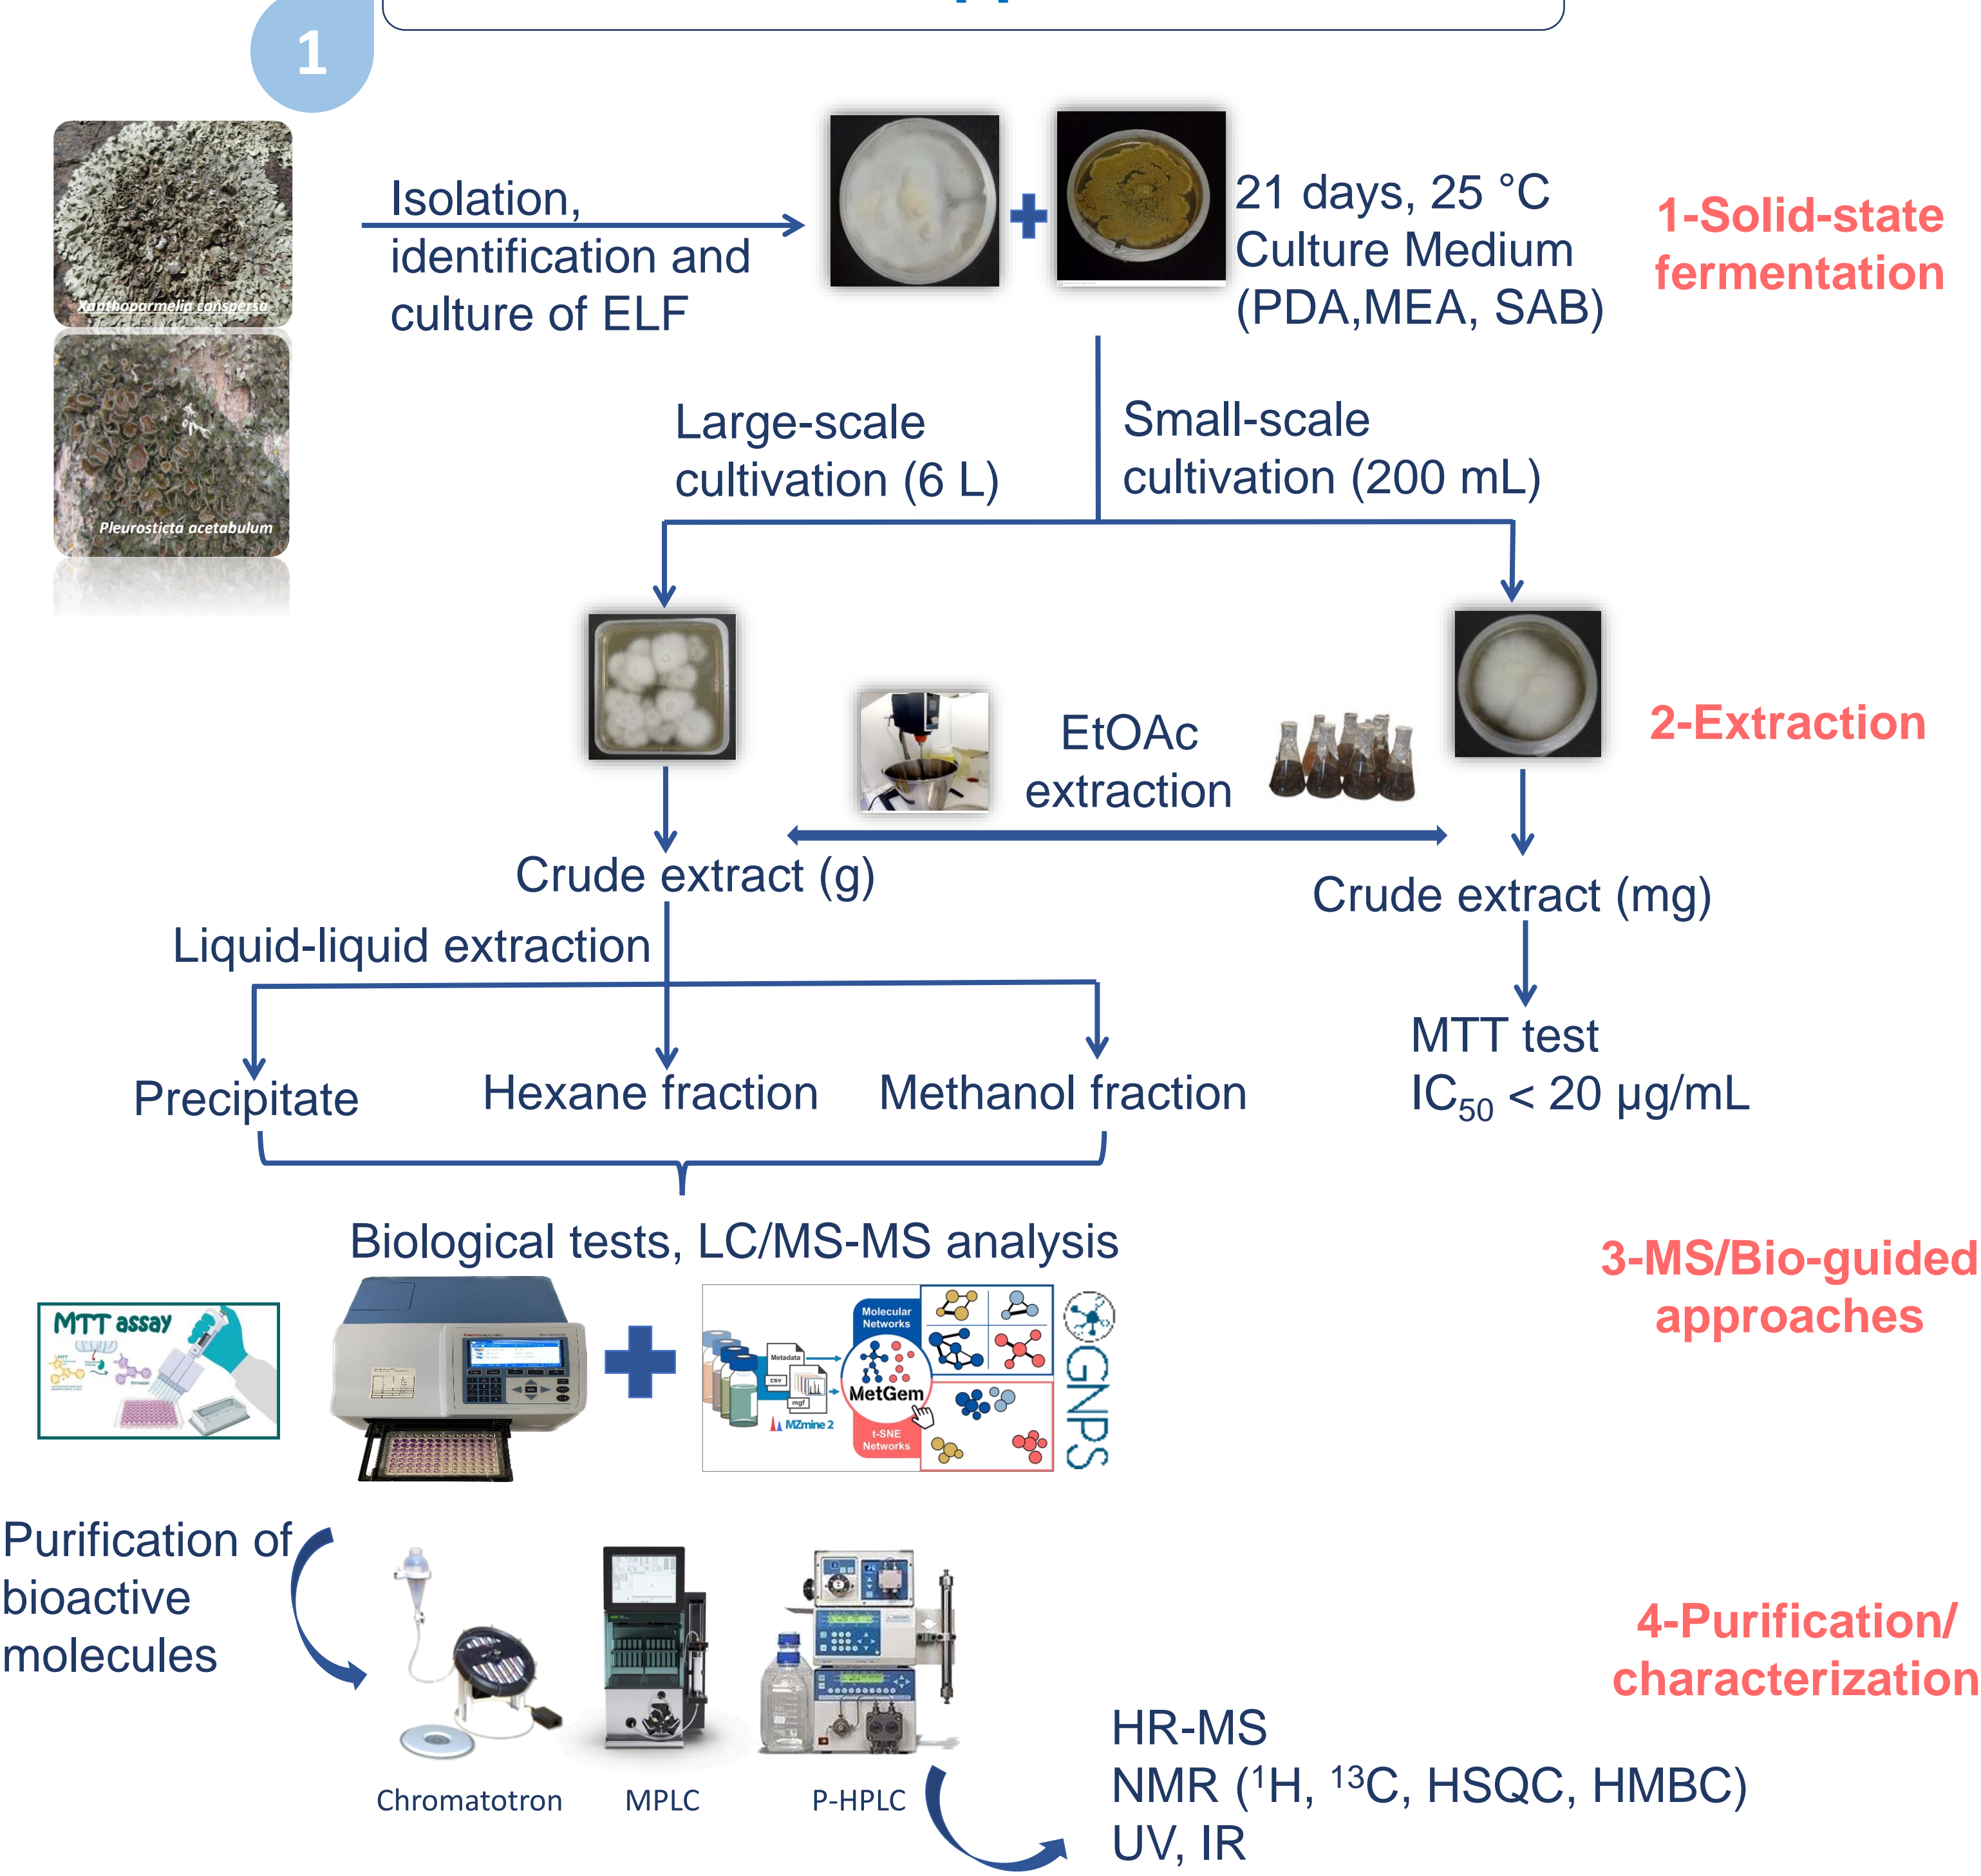 1
Xanthoparmelia canspersa
Pleurosticta acetabulum
Isolation,
identification and
culture of ELF
21 days, 25 °C
Culture Medium
(PDA,MEA, SAB)
1-Solid-state
fermentation
Large-scale
cultivation (6 L)
Small-scale
cultivation (200 mL)
EtOAc
extraction
2-Extraction
Crude extract (g)
Crude extract (mg)
Liquid-liquid extraction
MTT test
IC₅₀ < 20 µg/mL
Precipitate
Hexane fraction
Methanol fraction
Biological tests, LC/MS-MS analysis
3-MS/Bio-guided
approaches
MTT assay
Metadata
csv
mgf
MZmine 2
Molecular
Networks
MetGem
t-SNE
Networks
GNPS
Purification of
bioactive
molecules
Chromatotron
MPLC
P-HPLC
4-Purification/
characterization
HR-MS
NMR (¹H, ¹³C, HSQC, HMBC)
UV, IR